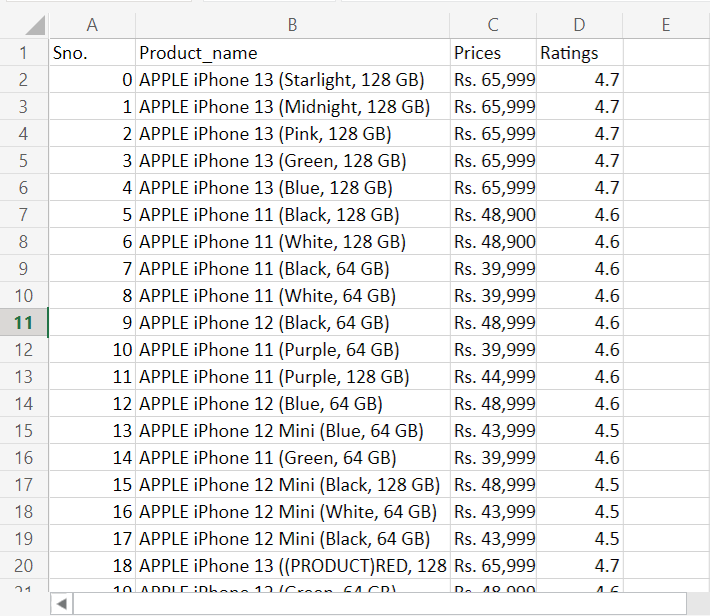 A B C D E
1 Sno. Product_name Prices Ratings
2 0 APPLE iPhone 13 (Starlight, 128 GB) Rs. 65,999 4.7
3 1 APPLE iPhone 13 (Midnight, 128 GB) Rs. 65,999 4.7
4 2 APPLE iPhone 13 (Pink, 128 GB) Rs. 65,999 4.7
5 3 APPLE iPhone 13 (Green, 128 GB) Rs. 65,999 4.7
6 4 APPLE iPhone 13 (Blue, 128 GB) Rs. 65,999 4.7
7 5 APPLE iPhone 11 (Black, 128 GB) Rs. 48,900 4.6
8 6 APPLE iPhone 11 (White, 128 GB) Rs. 48,900 4.6
9 7 APPLE iPhone 11 (Black, 64 GB) Rs. 39,999 4.6
10 8 APPLE iPhone 11 (White, 64 GB) Rs. 39,999 4.6
11 9 APPLE iPhone 12 (Black, 64 GB) Rs. 48,999 4.6
12 10 APPLE iPhone 11 (Purple, 64 GB) Rs. 39,999 4.6
13 11 APPLE iPhone 11 (Purple, 128 GB) Rs. 44,999 4.6
14 12 APPLE iPhone 12 (Blue, 64 GB) Rs. 48,999 4.6
15 13 APPLE iPhone 12 Mini (Blue, 64 GB) Rs. 43,999 4.5
16 14 APPLE iPhone 11 (Green, 64 GB) Rs. 39,999 4.6
17 15 APPLE iPhone 12 Mini (Black, 128 GB) Rs. 48,999 4.5
18 16 APPLE iPhone 12 Mini (White, 64 GB) Rs. 43,999 4.5
19 17 APPLE iPhone 12 Mini (Black, 64 GB) Rs. 43,999 4.5
20 18 APPLE iPhone 13 ((PRODUCT)RED, 128 Rs. 65,999 4.7
21 19 APPLE iPhone 12 (Green, 64 GB) Rs. 48,999 4.6